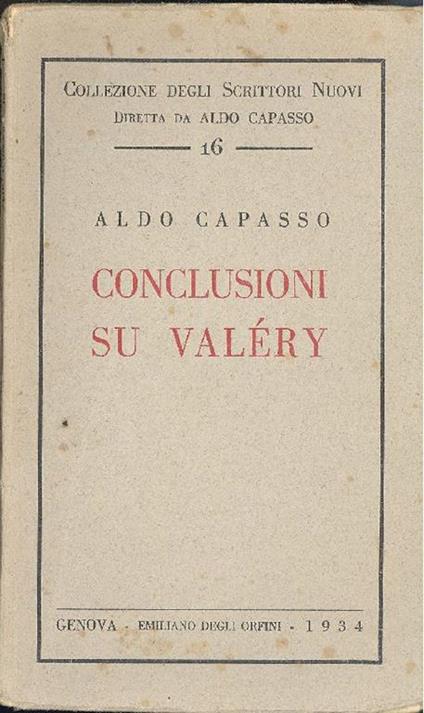 Collezione degli Scrittori Nuovi
Diretta da ALDO CAPASSO
16
ALDO CAPASSO
CONCLUSIONI
SU VALÉRY
GENOVA - EMILIANO DEGLI ORFINI - 1934